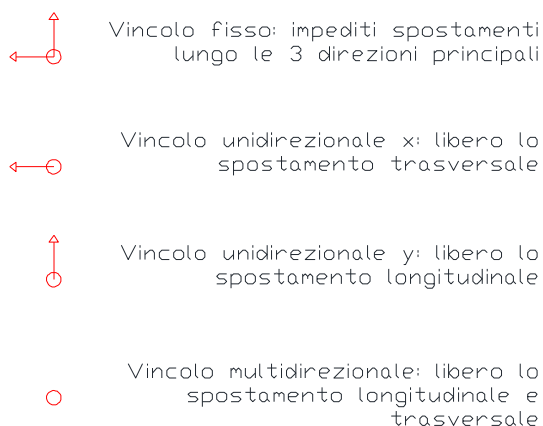 Vincolo fisso: impediti spostamenti
lungo le 3 direzioni principali
Vincolo unidirezionale x: libero lo
spostamento trasversale
Vincolo unidirezionale y: libero lo
spostamento longitudinale
Vincolo multidirezionale: libero lo
spostamento longitudinale e
trasversale